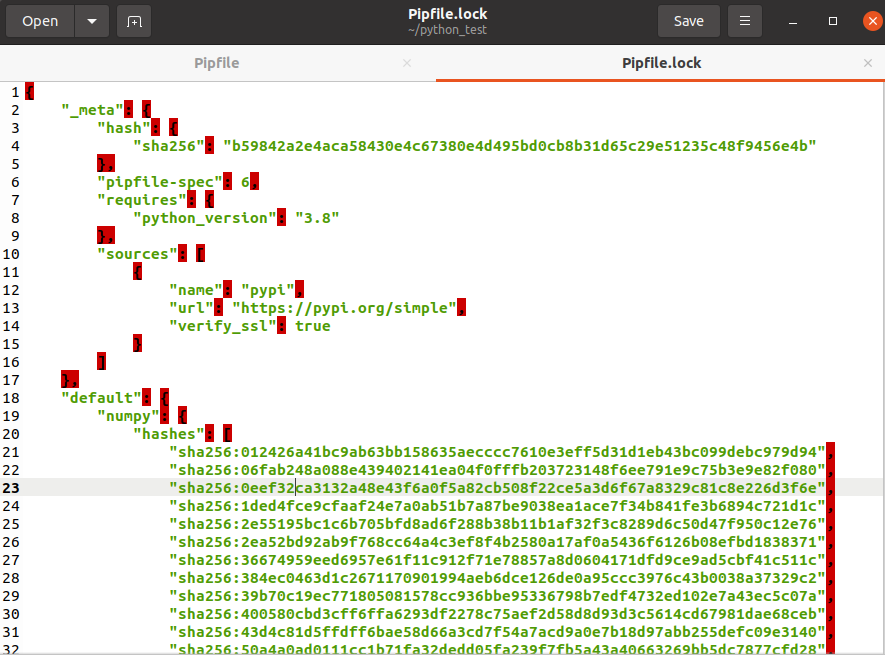 Open
Pipfile.lock
~/python_test
Save
Pipfile
Pipfile.lock
1 {
2 "_meta": {
3 "hash": {
4 "sha256": "b59842a2e4aca58430e4c67380e4d495bd0cb8b31d65c29e51235c48f9456e4b"
5 },
6 "pipfile-spec": 6,
7 "requires": {
8 "python_version": "3.8"
9 },
10 "sources": [
11 {
12 "name": "pypi",
13 "url": "https://pypi.org/simple",
14 "verify_ssl": true
15 }
16 ]
17 },
18 "default": {
19 "numpy": {
20 "hashes": [
21 "sha256:012426a41bc9ab63bb158635aecccc7610e3eff5d31d1eb43bc099debc979d94",
22 "sha256:06fab248a088e439402141ea04f0fffb203723148f6ee791e9c75b3e9e82f080",
23 "sha256:0eef32ca3132a48e43f6a0f5a82cb508f22ce5a3d6f67a8329c81c8e226d3f6e",
24 "sha256:1ded4fce9cfaaf24e7a0ab51b7a87be9038ea1ace7f34b841fe3b6894c721d1c",
25 "sha256:2e55195bc1c6b705bfd8ad6f288b38b11b1af32f3c8289d6c50d47f950c12e76",
26 "sha256:2ea52bd92ab9f768cc64a4c3ef8f4b2580a17af0a5436f6126b08efbd1838371",
27 "sha256:36674959eed6957e61f11c912f71e78857a8d0604171dfd9ce9ad5cbf41c511c",
28 "sha256:384ec0463d1c2671170901994aeb6dce126de0a95ccc3976c43b0038a37329c2",
29 "sha256:39b70c19ec771805081578cc936bbe95336798b7edf4732ed102e7a43ec5c07a",
30 "sha256:400580cbd3cff6ffa6293df2278c75aef2d58d8d93d3c5614cd67981dae68ceb",
31 "sha256:43d4c81d5ffdff6bae58d66a3cd7f54a7acd9a0e7b18d97abb255defc09e3140",
32 "sha256:50a4a0ad0111cc1b71fa32dedd05fa239f7fb5a43a40663269bb5dc7877cfd28",